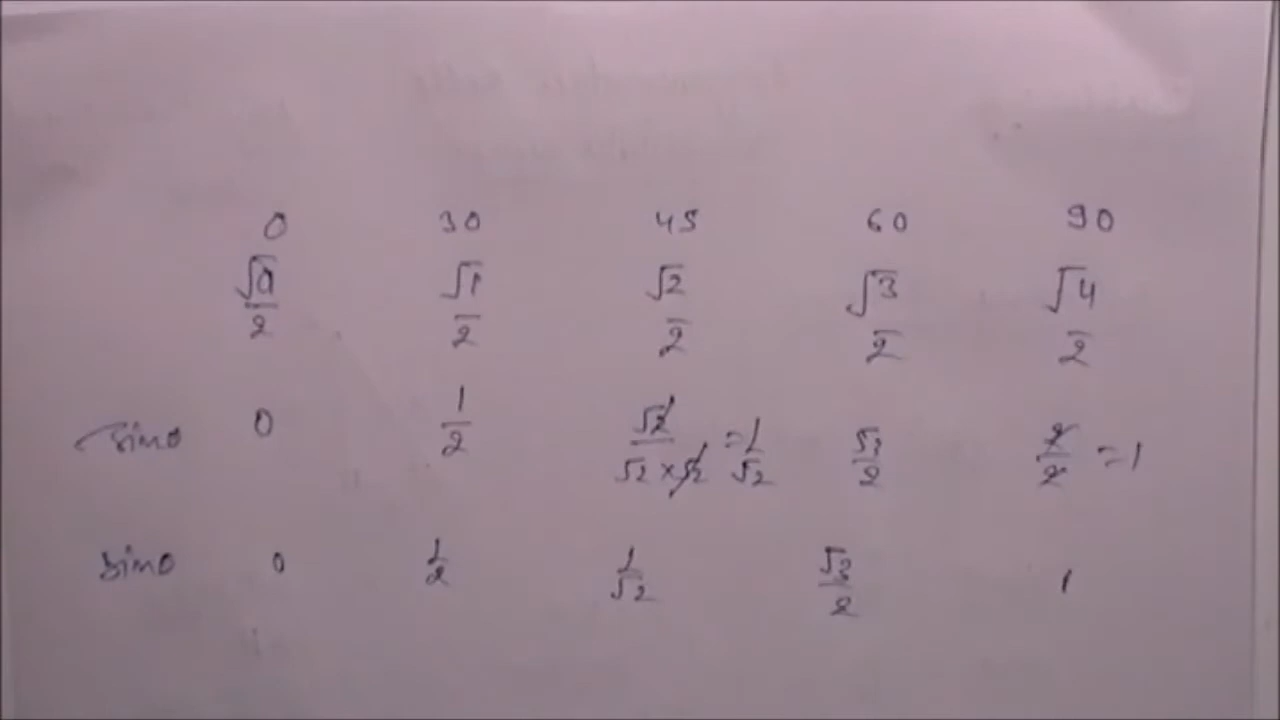 0 30 45 60 90
√0/2 √1/2 √2/2 √3/2 √4/2
sinθ 0 1/2 √2/√2×√2 =1/√2 √3/2 2/2 =1
sinθ 0 1/2 1/√2 √3/2 1